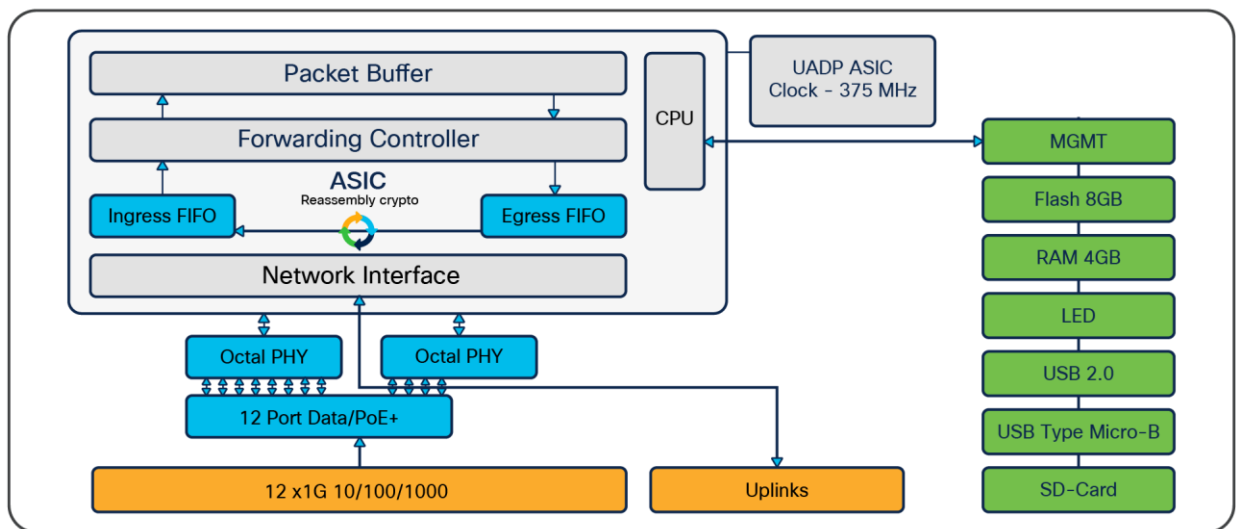 Packet Buffer
Forwarding Controller
ASIC
Reassembly crypto
Ingress FIFO
Egress FIFO
Network Interface
CPU
UADP ASIC
Clock - 375 MHz
Octal PHY
Octal PHY
12 Port Data/PoE+
12 x1G 10/100/1000
Uplinks
MGMT
Flash 8GB
RAM 4GB
LED
USB 2.0
USB Type Micro-B
SD-Card